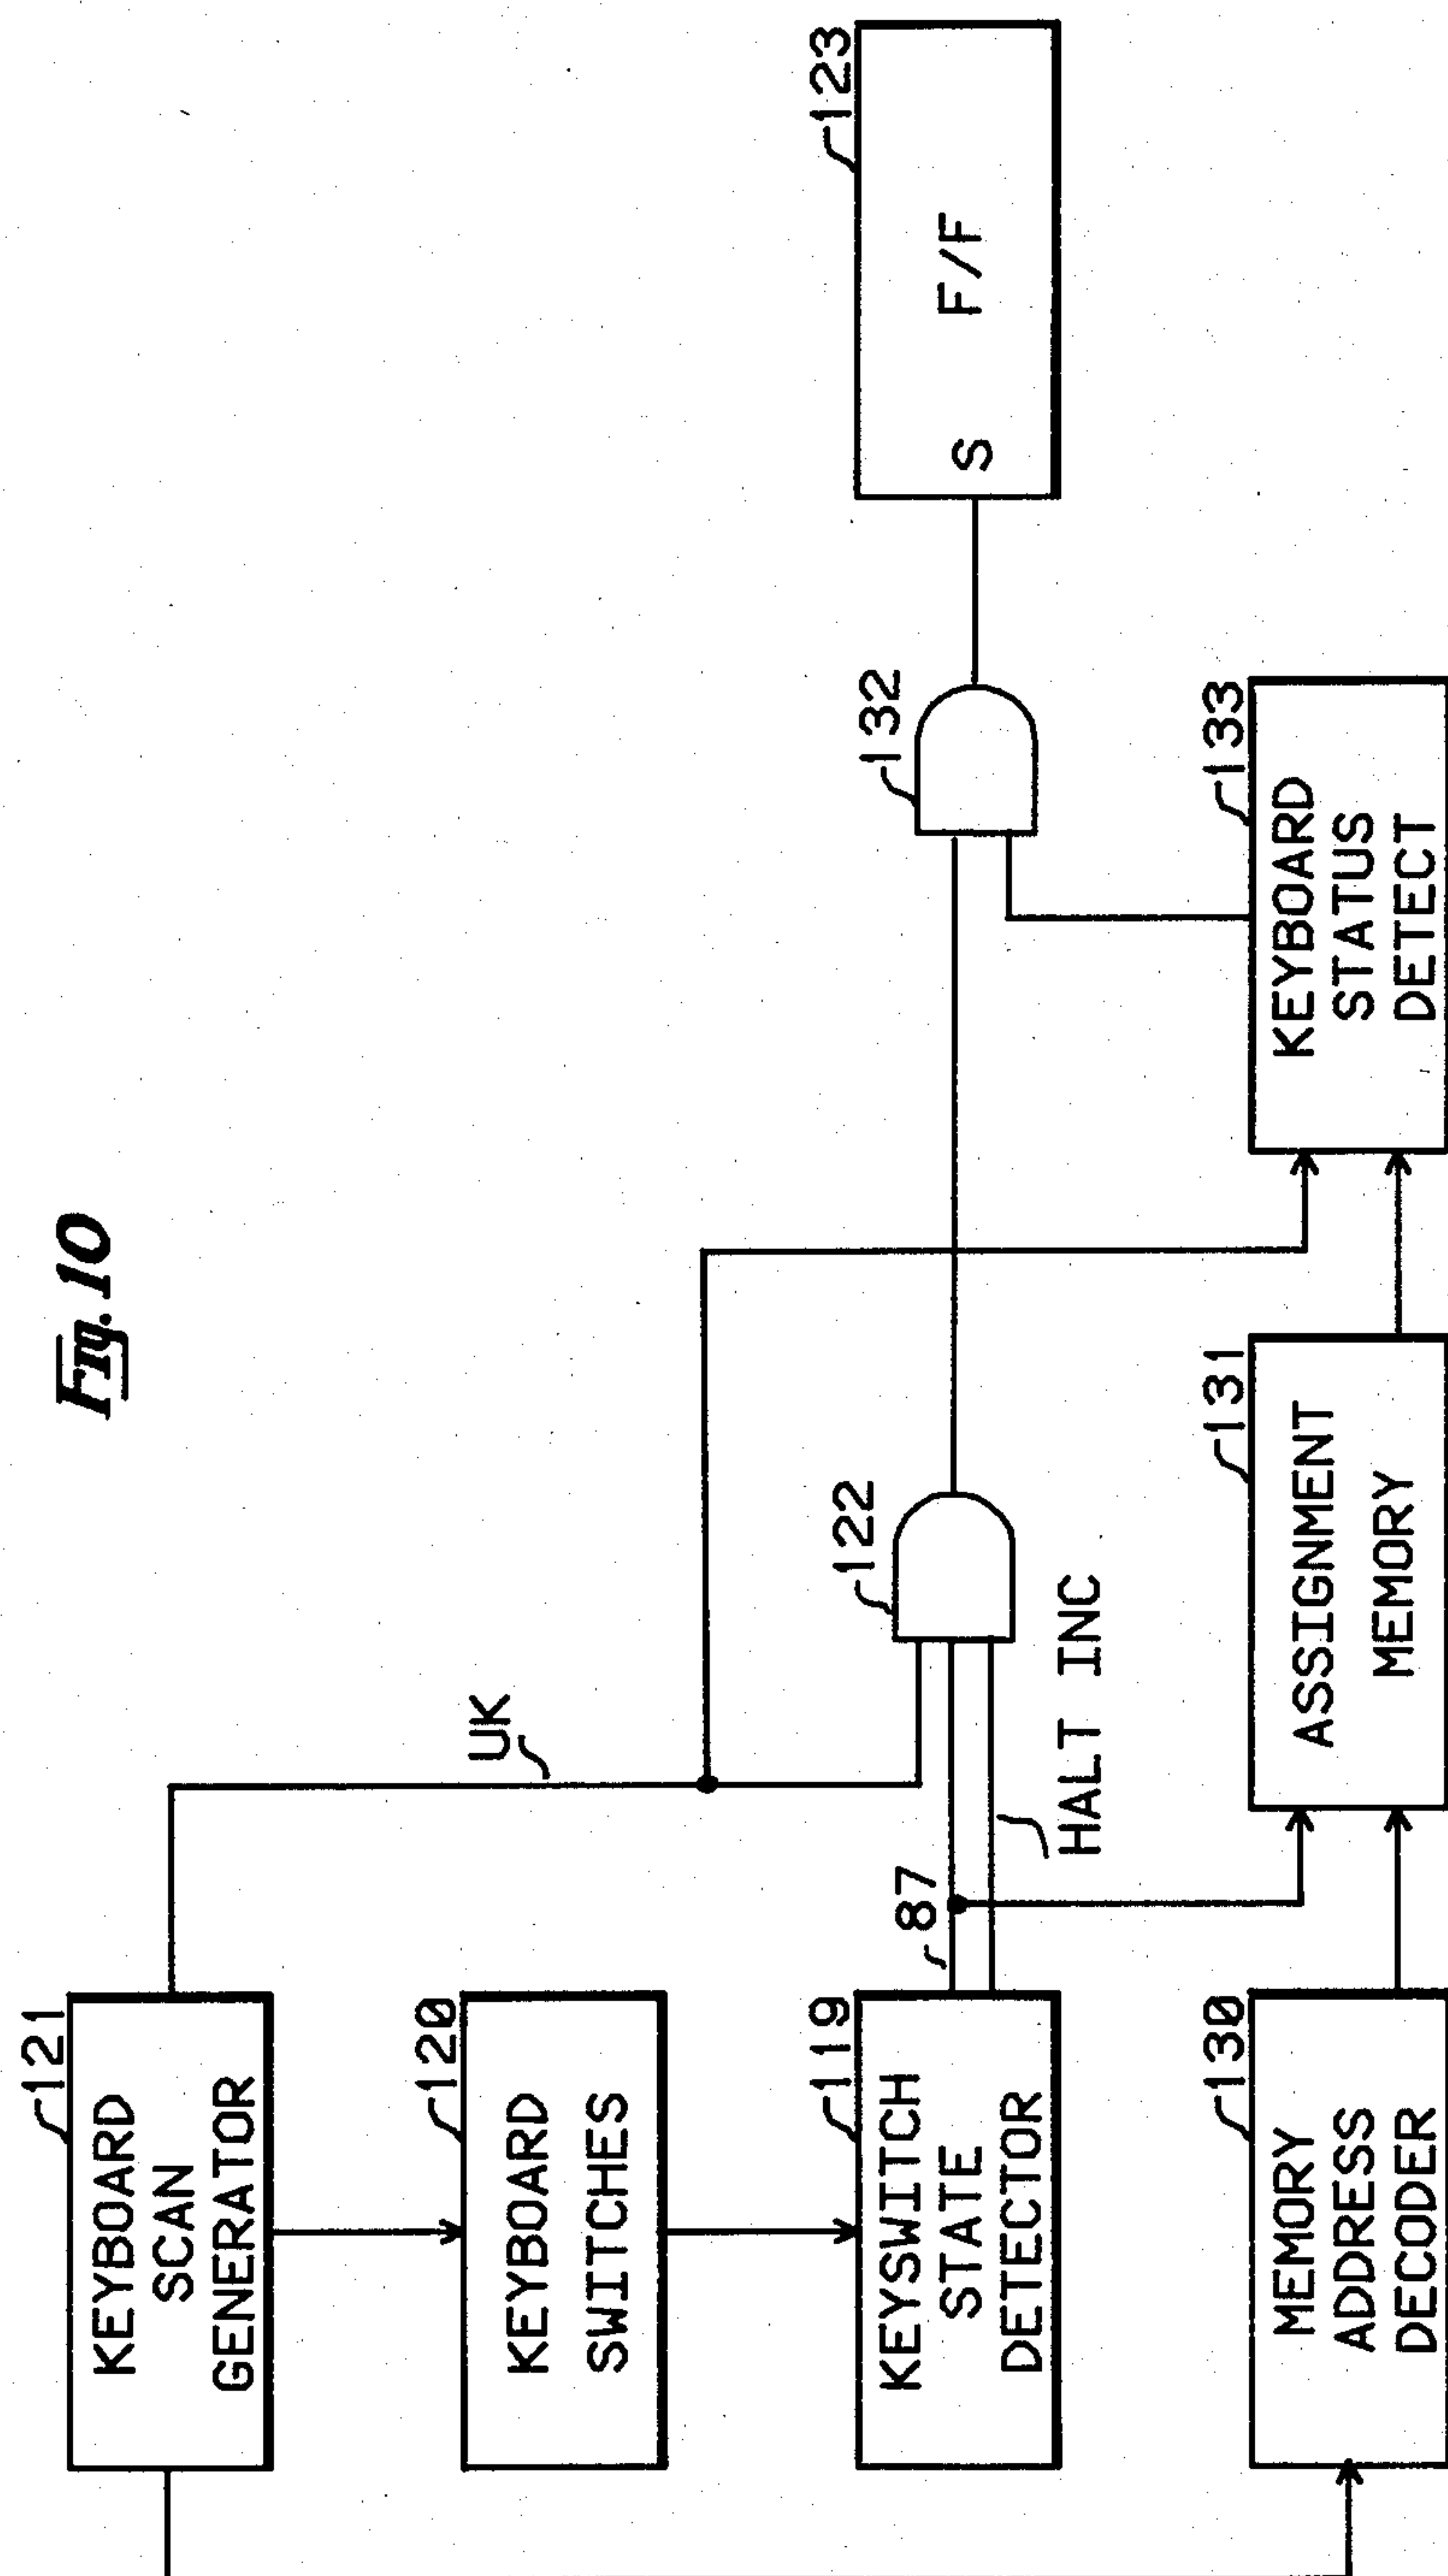 Fig. 10
121
KEYBOARD
SCAN
GENERATOR
UK
120
KEYBOARD
SWITCHES
119
KEYSWITCH
STATE
DETECTOR
87
HALT INC
122
132
123
S F/F
130
MEMORY
ADDRESS
DECODER
131
ASSIGNMENT
MEMORY
133
KEYBOARD
STATUS
DETECT